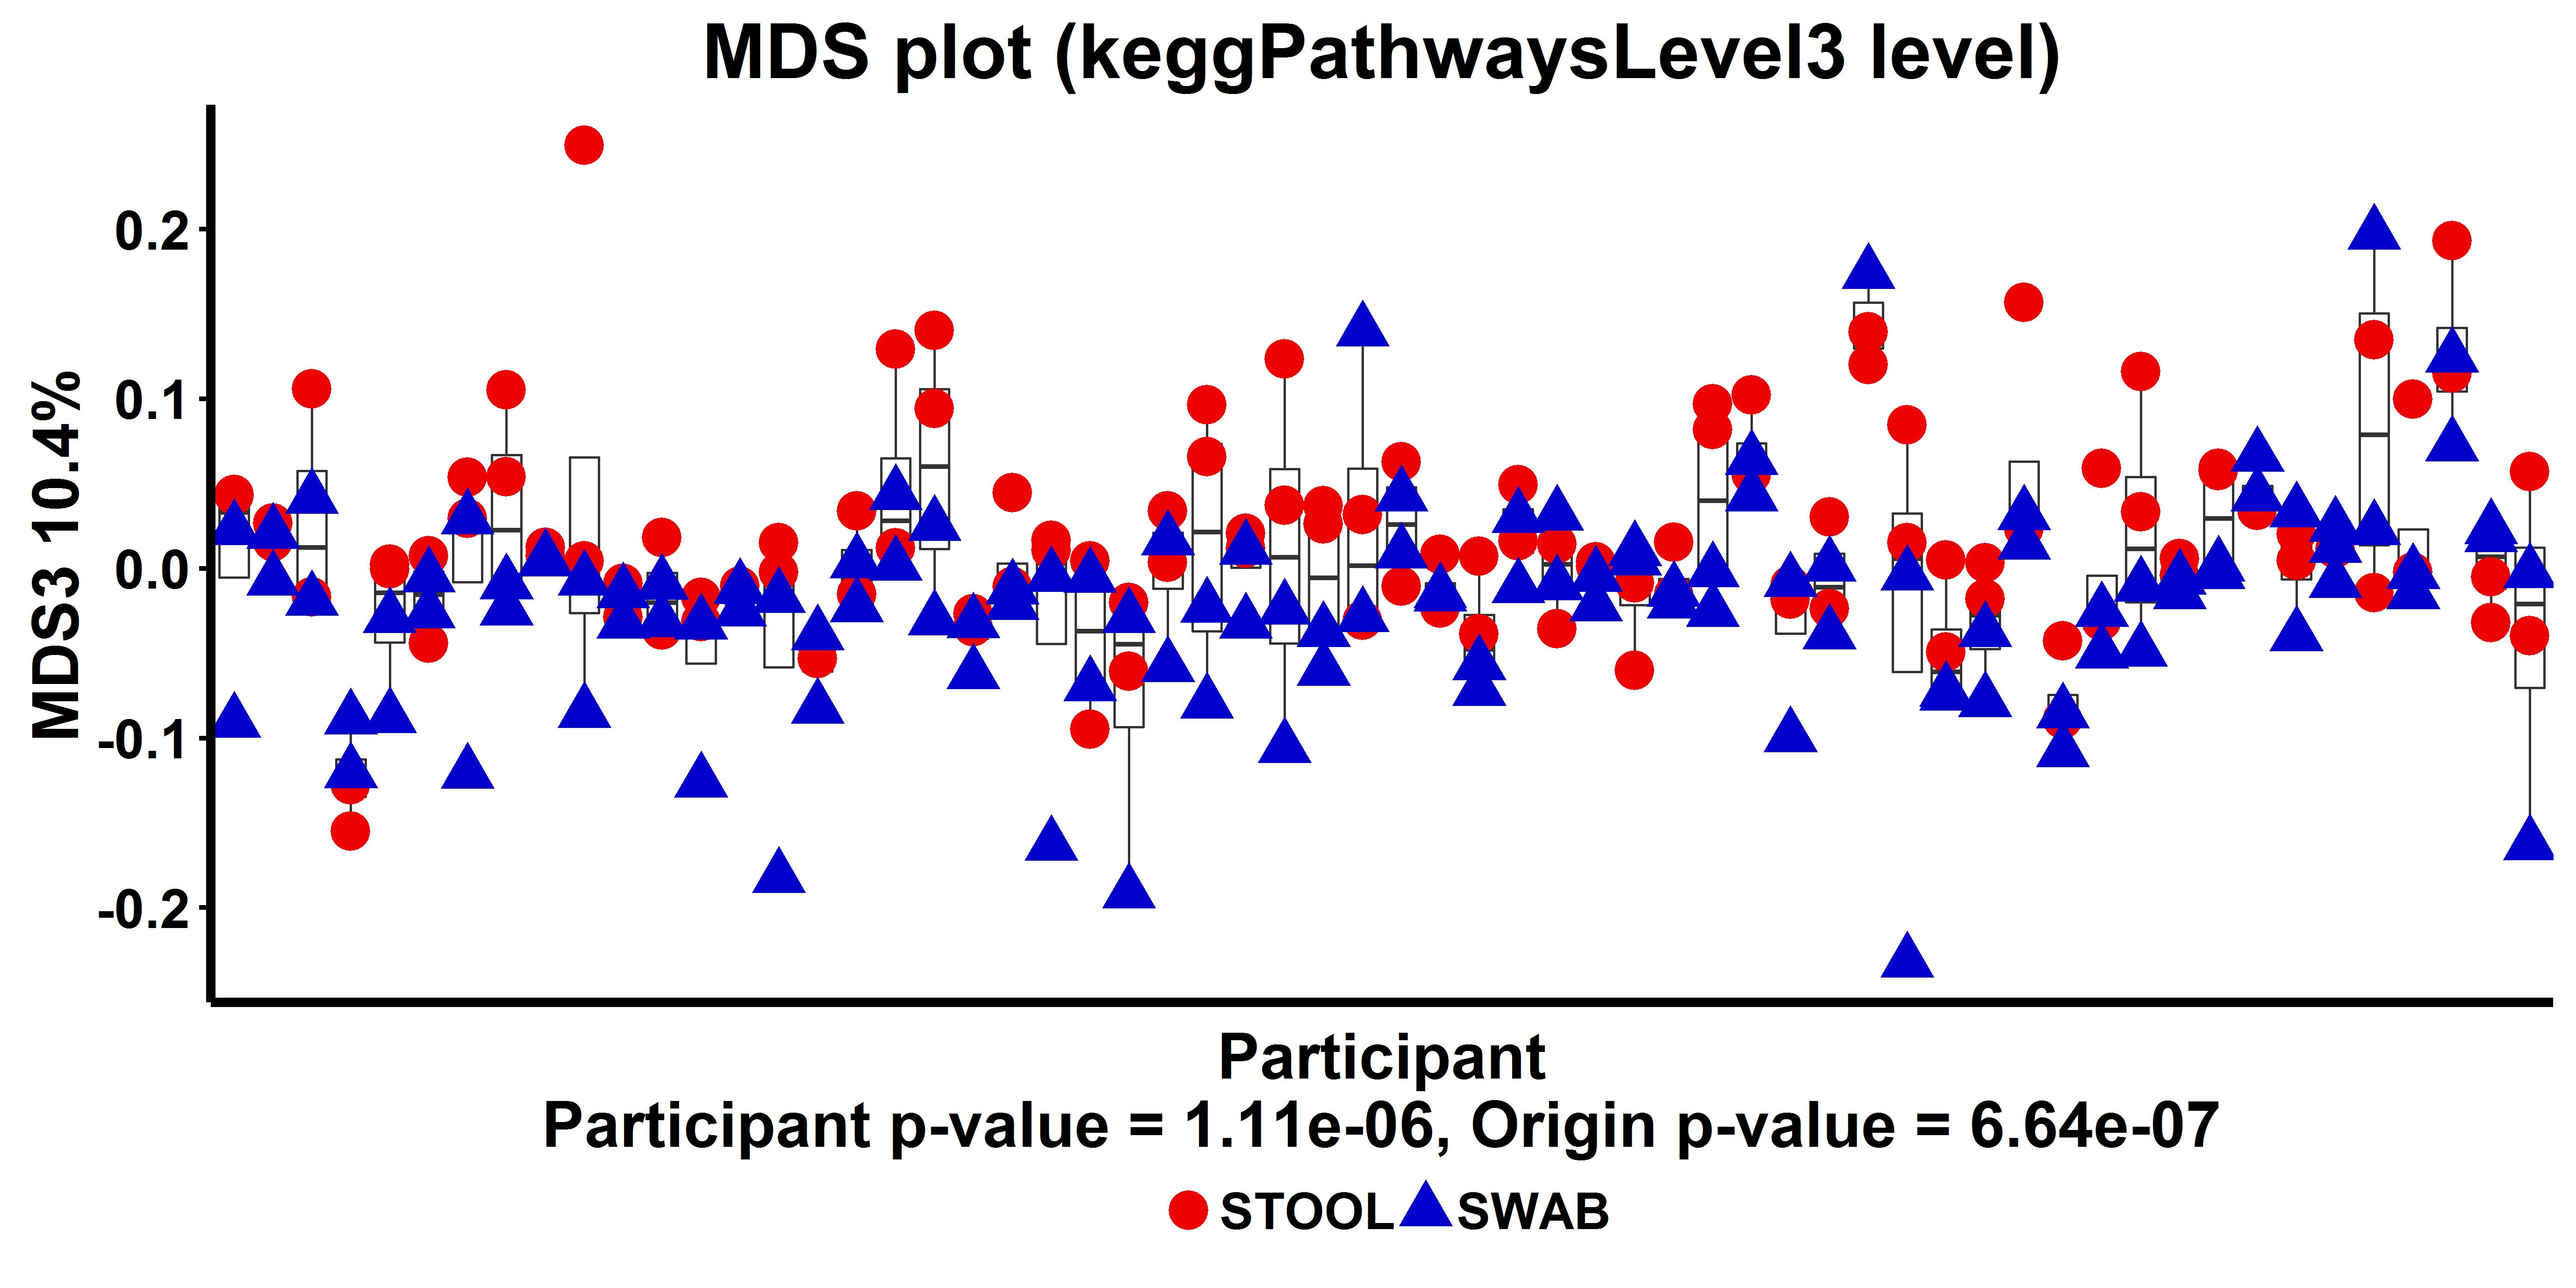 MDS plot (keggPathwaysLevel3 level)
MDS3 10.4%
0.2
0.1
0.0
-0.1
-0.2
Participant
Participant p-value = 1.11e-06, Origin p-value = 6.64e-07
STOOL SWAB